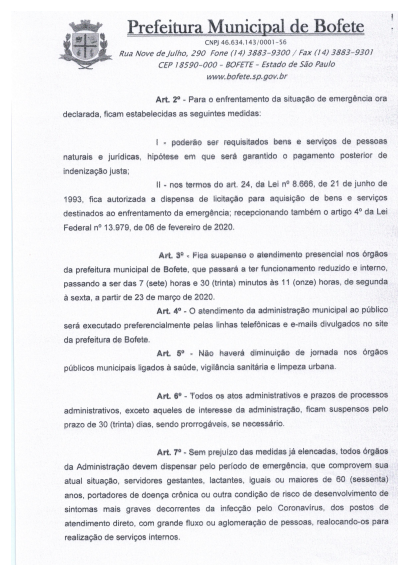 Prefeitura Municipal de Bofete
CNPJ 46.634.143/0001-56
Rua Nove de Julho, 290 Fone (14) 3883-9300 / Fax (14) 3883-9301
CEP 18590-000 - BOFETE - Estado de São Paulo
www.bofete.sp.gov.br
Art. 2º - Para o enfrentamento da situação de emergência ora
declarada, ficam estabelecidas as seguintes medidas:
I - poderão ser requisitados bens e serviços de pessoas
naturais e jurídicas, hipótese em que será garantido o pagamento posterior de
indenização justa;
II - nos termos do art. 24, da Lei nº 8.666, de 21 de junho de
1993, fica autorizada a dispensa de licitação para aquisição de bens e serviços
destinados ao enfrentamento da emergência; recepcionando também o artigo 4º da Lei
Federal nº 13.979, de 06 de fevereiro de 2020.
Art. 3º - Fica suspenso o atendimento presencial nos órgãos
da prefeitura municipal de Bofete, que passará a ter funcionamento reduzido e interno,
passando a ser das 7 (sete) horas e 30 (trinta) minutos às 11 (onze) horas, de segunda
à sexta, a partir de 23 de março de 2020.
Art. 4º - O atendimento da administração municipal ao público
será executado preferencialmente pelas linhas telefônicas e e-mails divulgados no site
da prefeitura de Bofete.
Art. 5º - Não haverá diminuição de jornada nos órgãos
públicos municipais ligados à saúde, vigilância sanitária e limpeza urbana.
Art. 6º - Todos os atos administrativos e prazos de processos
administrativos, exceto aqueles de interesse da administração, ficam suspensos pelo
prazo de 30 (trinta) dias, sendo prorrogáveis, se necessário.
Art. 7º - Sem prejuízo das medidas já elencadas, todos órgãos
da Administração devem dispensar pelo período de emergência, que comprovem sua
atual situação, servidores gestantes, lactantes, iguais ou maiores de 60 (sessenta)
anos, portadores de doença crônica ou outra condição de risco de desenvolvimento de
sintomas mais graves decorrentes da infecção pelo Coronavírus, dos postos de
atendimento direto, com grande fluxo ou aglomeração de pessoas, realocando-os para
realização de serviços internos.